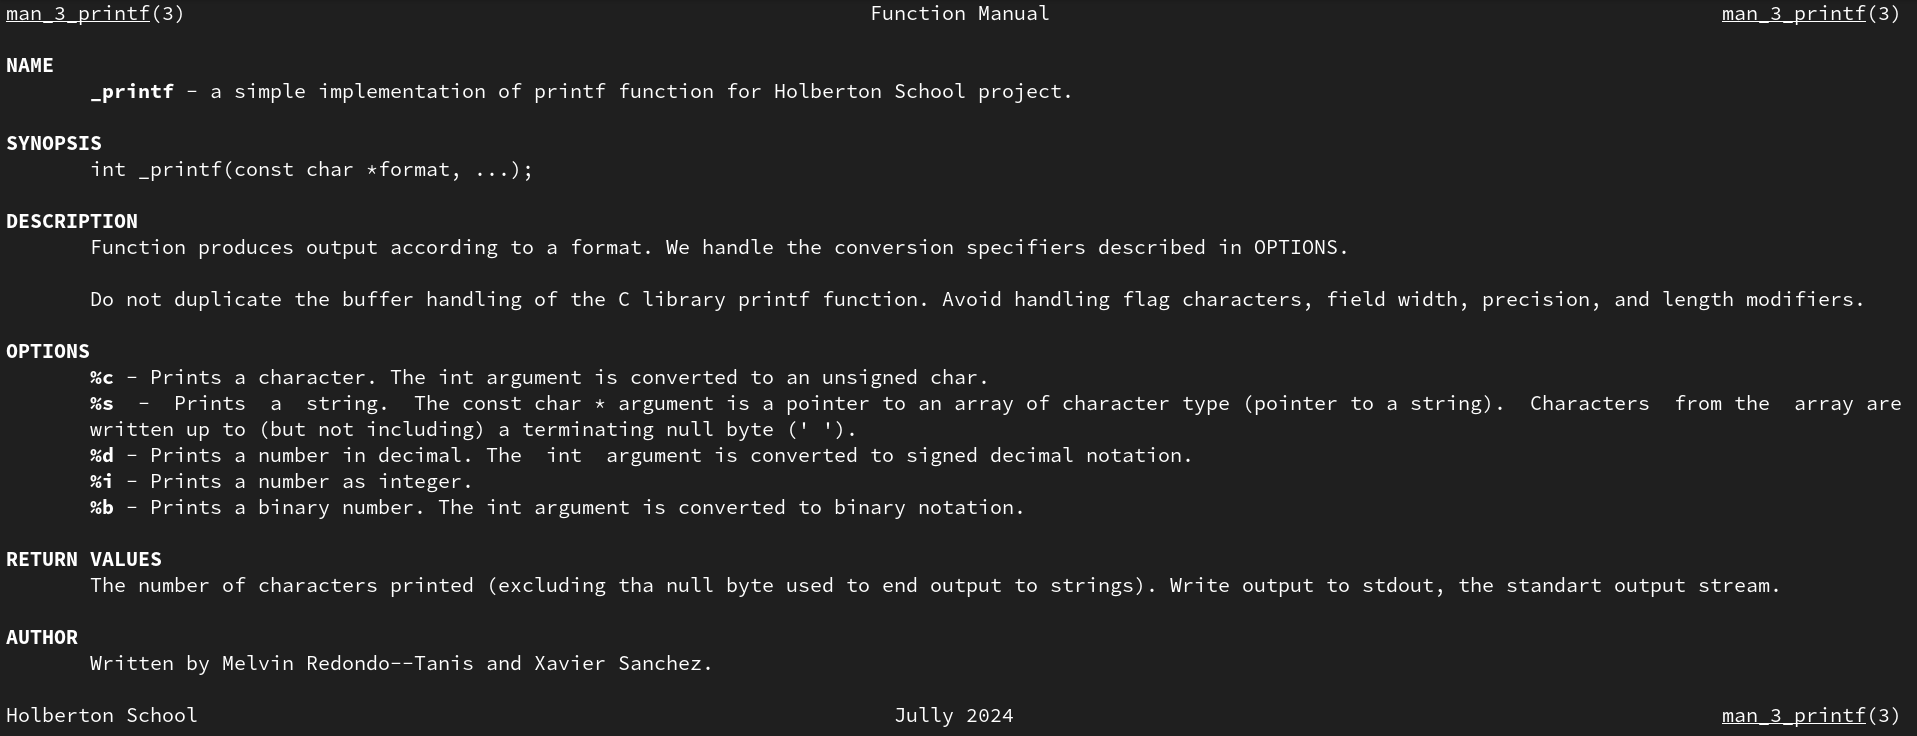 man_3_printf(3) Function Manual man_3_printf(3)
NAME
_printf - a simple implementation of printf function for Holberton School project.
SYNOPSIS
int _printf(const char *format, ...);
DESCRIPTION
Function produces output according to a format. We handle the conversion specifiers described in OPTIONS.
Do not duplicate the buffer handling of the C library printf function. Avoid handling flag characters, field width, precision, and length modifiers.
OPTIONS
%c - Prints a character. The int argument is converted to an unsigned char.
%s  -  Prints  a  string.  The const char * argument is a pointer to an array of character type (pointer to a string).  Characters  from the  array are
written up to (but not including) a terminating null byte (' ').
%d - Prints a number in decimal. The  int  argument is converted to signed decimal notation.
%i - Prints a number as integer.
%b - Prints a binary number. The int argument is converted to binary notation.
RETURN VALUES
The number of characters printed (excluding tha null byte used to end output to strings). Write output to stdout, the standart output stream.
AUTHOR
Written by Melvin Redondo--Tanis and Xavier Sanchez.
Holberton School Jully 2024 man_3_printf(3)